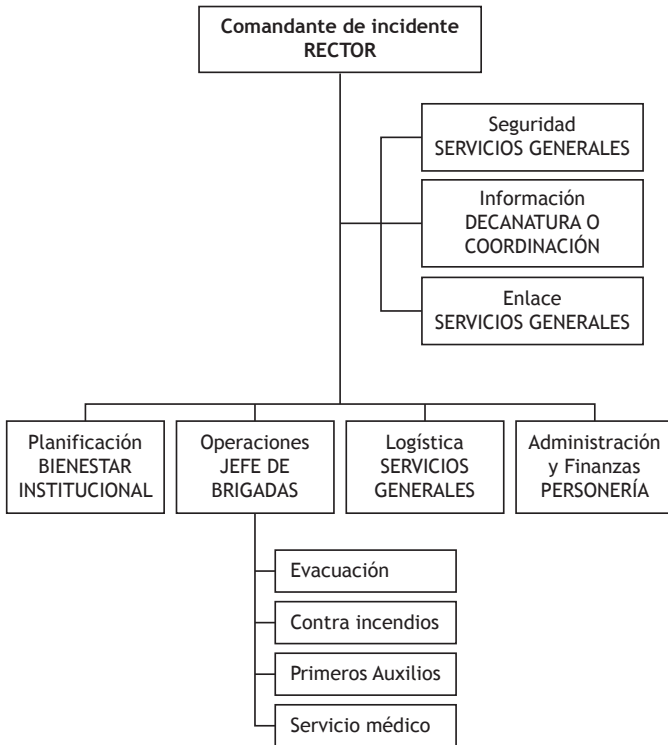 Comandante de incidente
RECTOR
Seguridad
SERVICIOS GENERALES
Información
DECANATURA O
COORDINACIÓN
Enlace
SERVICIOS GENERALES
Planificación
BIENESTAR
INSTITUCIONAL
Operaciones
JEFE DE
BRIGADAS
Logística
SERVICIOS
GENERALES
Administración
y Finanzas
PERSONERÍA
Evacuación
Contra incendios
Primeros Auxilios
Servicio médico